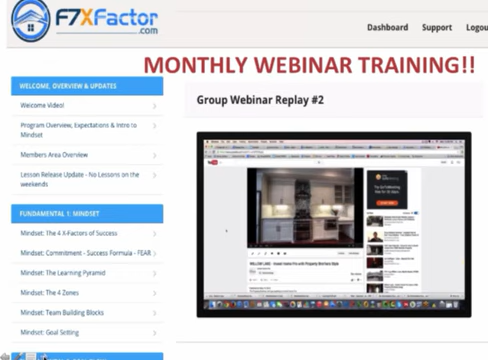 F7XFactor
.com
Dashboard
Support
Logou
MONTHLY WEBINAR TRAINING!!
WELCOME, OVERVIEW & UPDATES
Welcome Video!
Program Overview, Expectations & Intro to
Mindset
Members Area Overview
Lesson Release Update - No Lessons on the
weekends
FUNDAMENTAL 1: MINDSET
Mindset: The 4 X-Factors of Success
Mindset: Commitment - Success Formula - FEAR
Mindset: The Learning Pyramid
Mindset: The 4 Zones
Mindset: Team Building Blocks
Mindset: Goal Setting
Group Webinar Replay #2